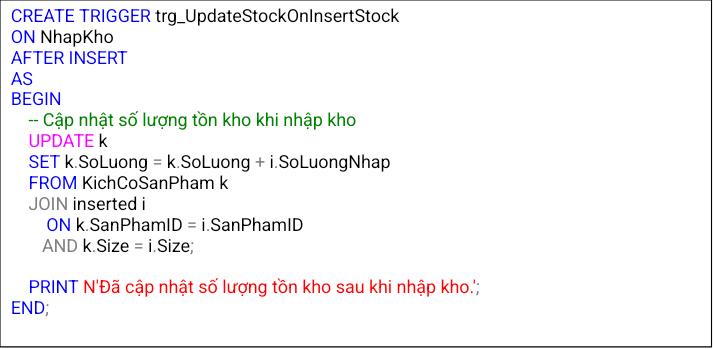 CREATE TRIGGER trg_UpdateStockOnInsertStock
ON NhapKho
AFTER INSERT
AS
BEGIN
-- Cập nhật số lượng tồn kho khi nhập kho
UPDATE k
SET k.SoLuong = k.SoLuong + i.SoLuongNhap
FROM KichCoSanPham k
JOIN inserted i
ON k.SanPhamID = i.SanPhamID
AND k.Size = i.Size;
PRINT N'Đã cập nhật số lượng tồn kho sau khi nhập kho.';
END;